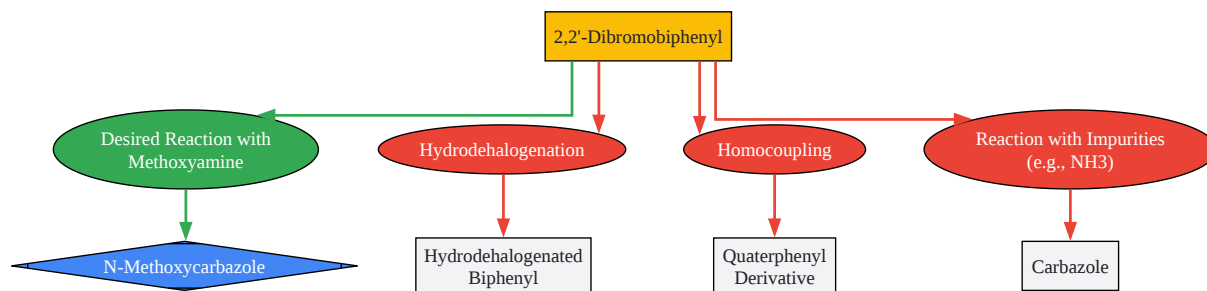 2,2'-Dibromobiphenyl
Desired Reaction with
Methoxyamine
Hydrodehalogenation
Homocoupling
Reaction with Impurities
(e.g., NH3)
N-Methoxycarbazole
Hydrodehalogenated
Biphenyl
Quaterphenyl
Derivative
Carbazole